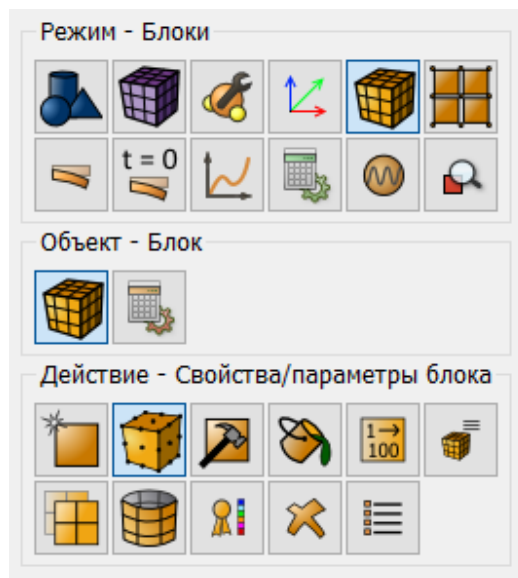 Режим - Блоки
t = 0
Объект - Блок
Действие - Свойства/параметры блока
1→
100